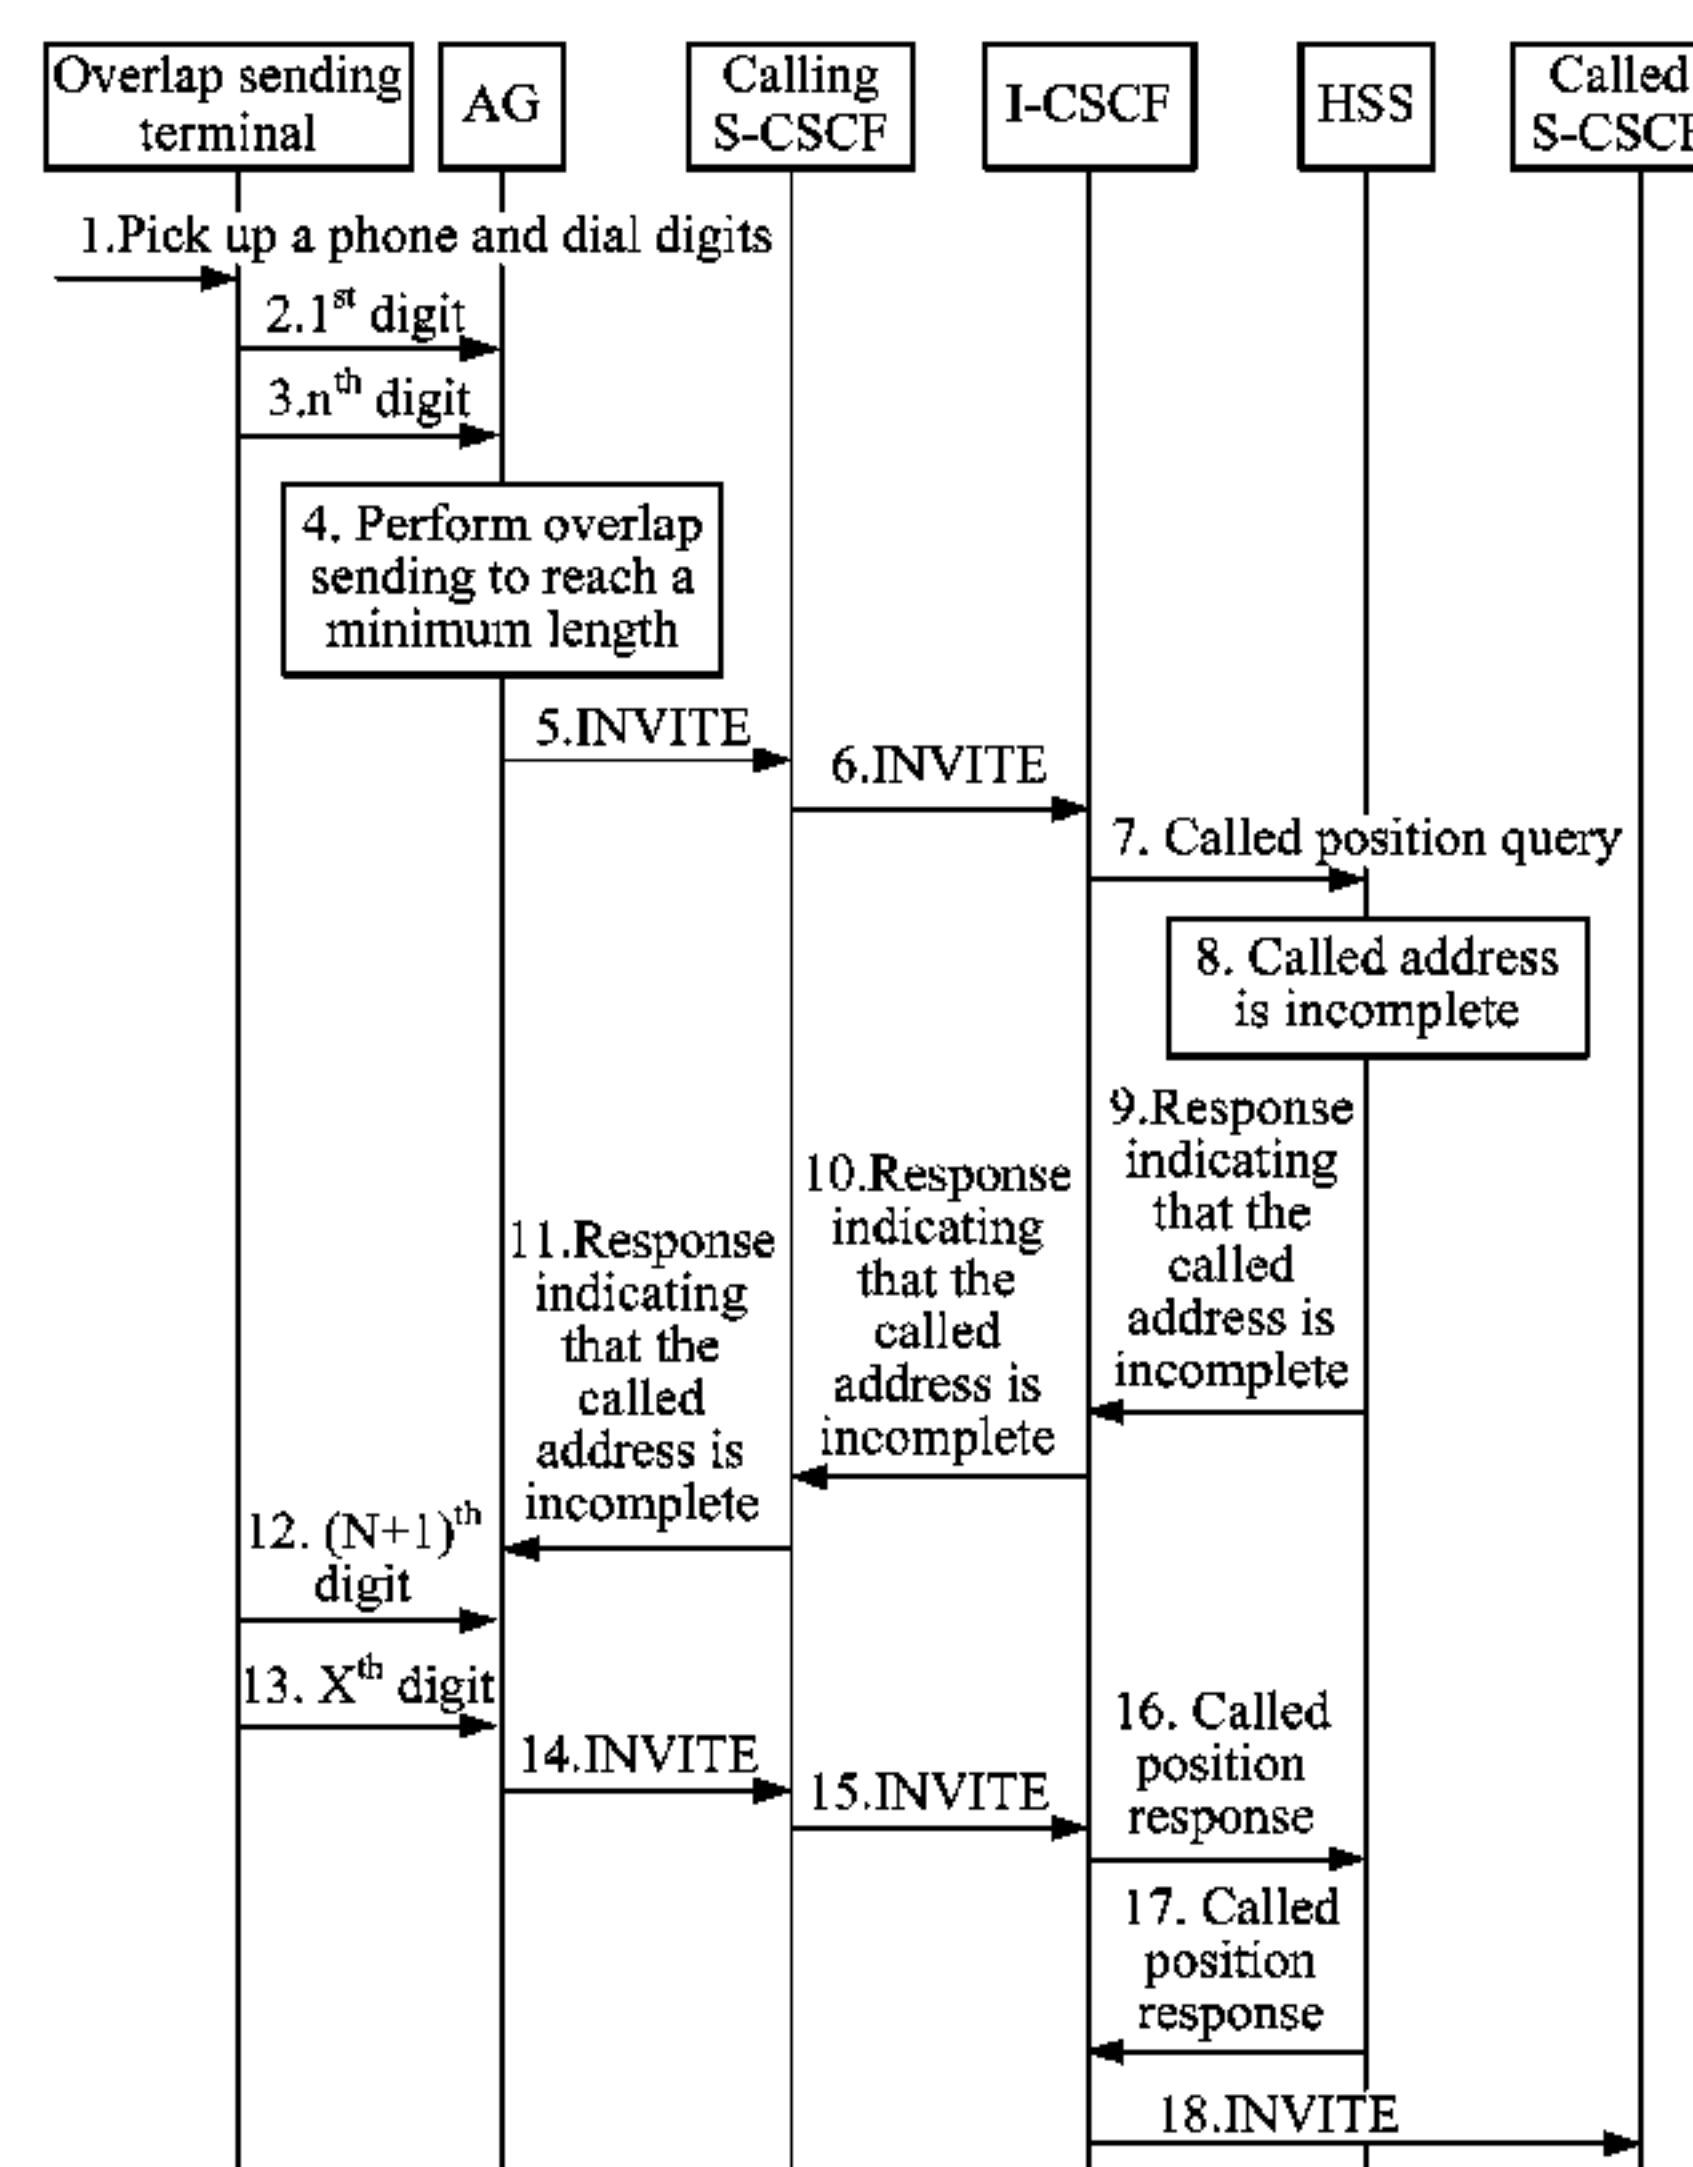 Overlap sending
terminal
AG
Calling
S-CSCF
I-CSCF
HSS
Called
S-CSCF
1.Pick up a phone and dial digits
2.1st digit
3.nth digit
4. Perform overlap
sending to reach a
minimum length
5.INVITE
6.INVITE
7. Called position query
8. Called address
is incomplete
9.Response
indicating
that the
called
address is
incomplete
10.Response
indicating
that the
called
address is
incomplete
11.Response
indicating
that the
called
address is
incomplete
12. (N+1)th
digit
13. Xth digit
14.INVITE
15.INVITE
16. Called
position
response
17. Called
position
response
18.INVITE